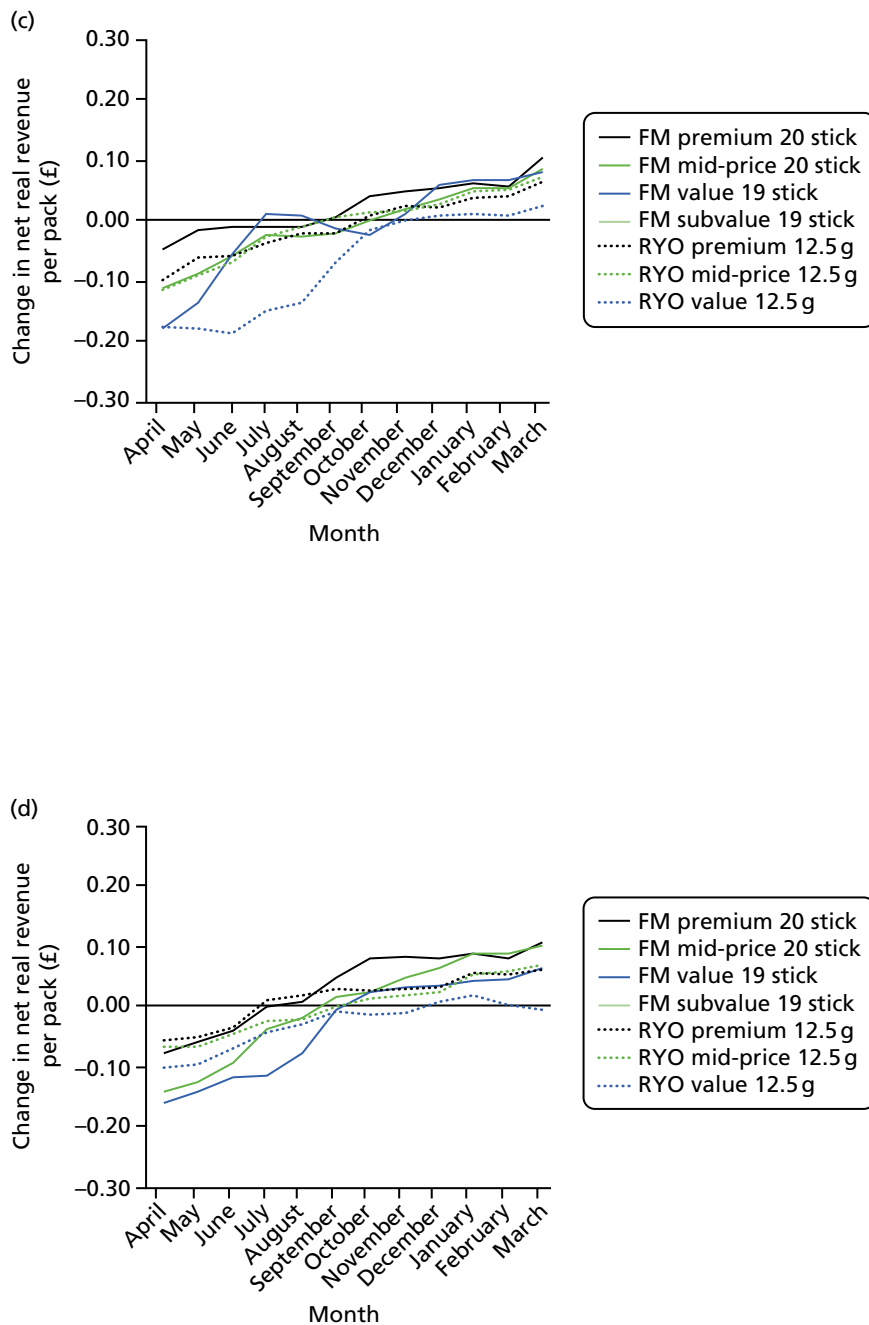 (c)
0.30
0.20
0.10
0.00
−0.10
−0.20
−0.30
Change in net real revenue
per pack (£)
April
May
June
July
August
September
October
November
December
January
February
March
Month
FM premium 20 stick
FM mid-price 20 stick
FM value 19 stick
FM subvalue 19 stick
RYO premium 12.5 g
RYO mid-price 12.5 g
RYO value 12.5 g
(d)
0.30
0.20
0.10
0.00
−0.10
−0.20
−0.30
Change in net real revenue
per pack (£)
April
May
June
July
August
September
October
November
December
January
February
March
Month
FM premium 20 stick
FM mid-price 20 stick
FM value 19 stick
FM subvalue 19 stick
RYO premium 12.5 g
RYO mid-price 12.5 g
RYO value 12.5 g